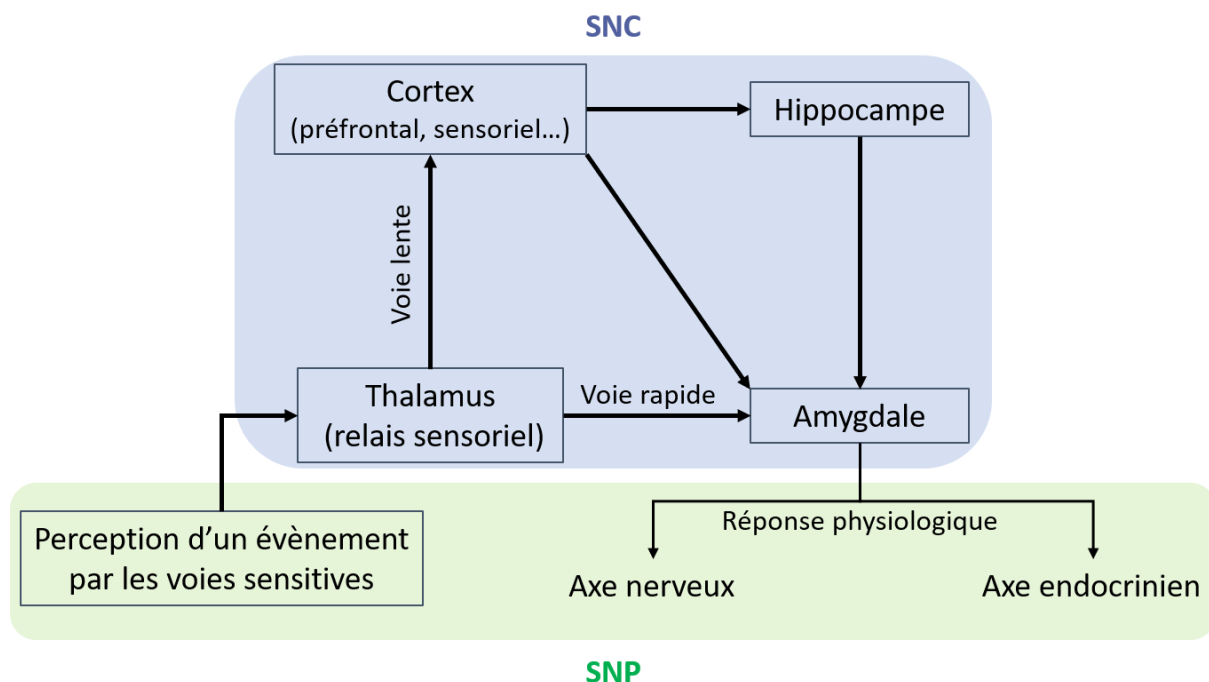 SNC
Cortex
(préfrontal, sensoriel…)
Hippocampe
Voie lente
Thalamus
(relais sensoriel)
Voie rapide
Amygdale
Perception d’un évènement
par les voies sensitives
Réponse physiologique
Axe nerveux
Axe endocrinien
SNP